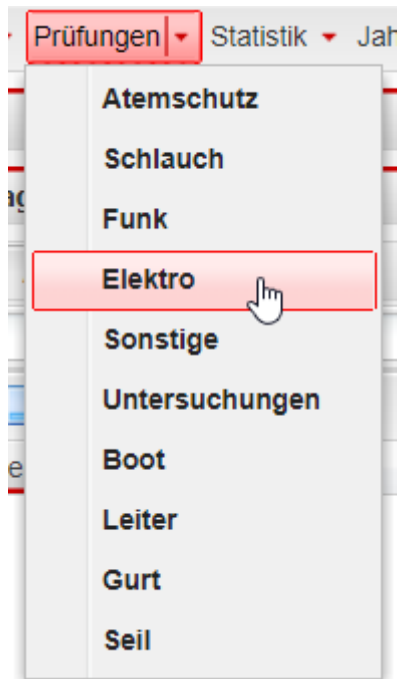 Prüfungen Statistik
Atemschutz
Schlauch
Funk
Elektro
Sonstige
Untersuchungen
Boot
Leiter
Gurt
Seil